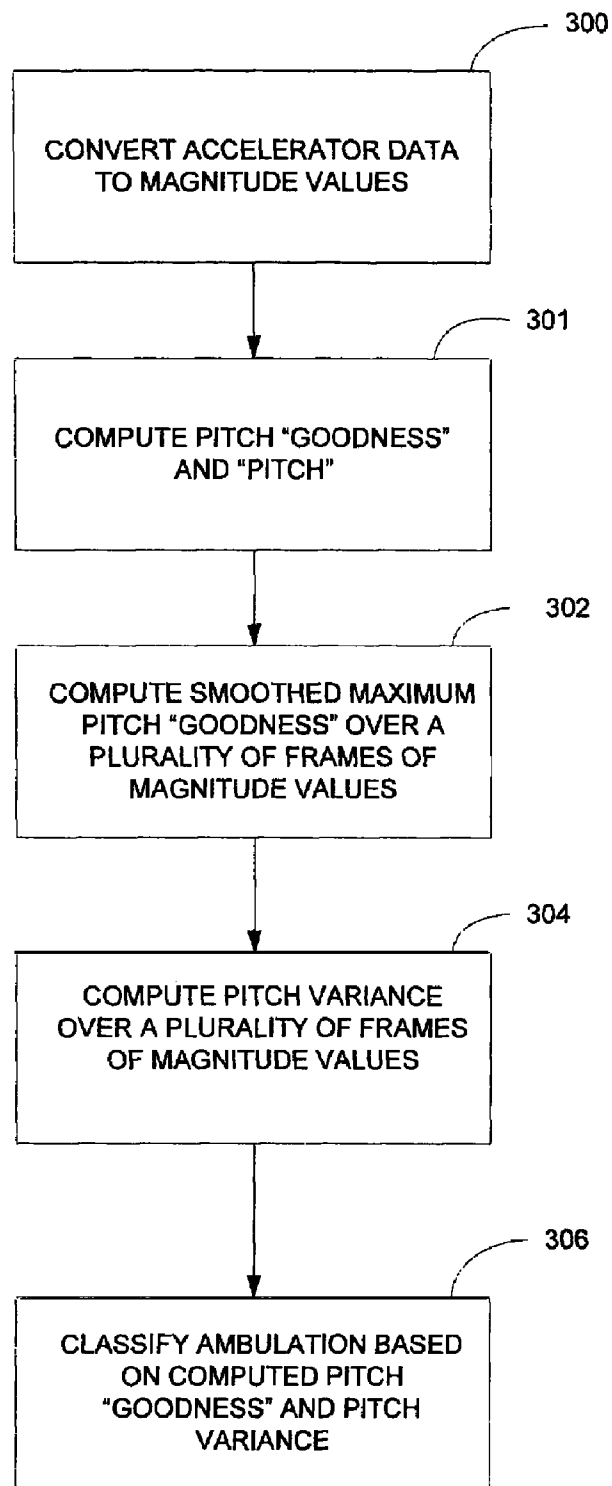 300
CONVERT ACCELERATOR DATA
TO MAGNITUDE VALUES
301
COMPUTE PITCH “GOODNESS”
AND “PITCH”
302
COMPUTE SMOOTHED MAXIMUM
PITCH “GOODNESS” OVER A
PLURALITY OF FRAMES OF
MAGNITUDE VALUES
304
COMPUTE PITCH VARIANCE
OVER A PLURALITY OF FRAMES
OF MAGNITUDE VALUES
306
CLASSIFY AMBULATION BASED
ON COMPUTED PITCH
“GOODNESS” AND PITCH
VARIANCE